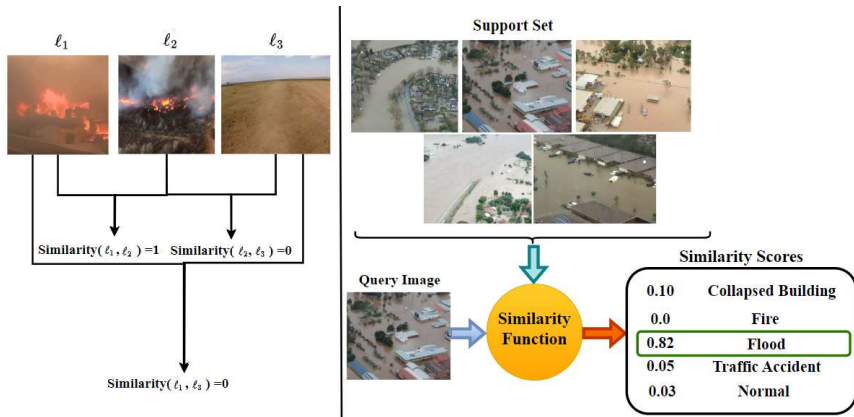 ℓ₁
ℓ₂
ℓ₃
Similarity(ℓ₁, ℓ₂) =1
Similarity(ℓ₂, ℓ₃) =0
Similarity(ℓ₁, ℓ₃)=0
Support Set
Query Image
Similarity
Function
Similarity Scores
0.10 Collapsed Building
0.0 Fire
0.82 Flood
0.05 Traffic Accident
0.03 Normal